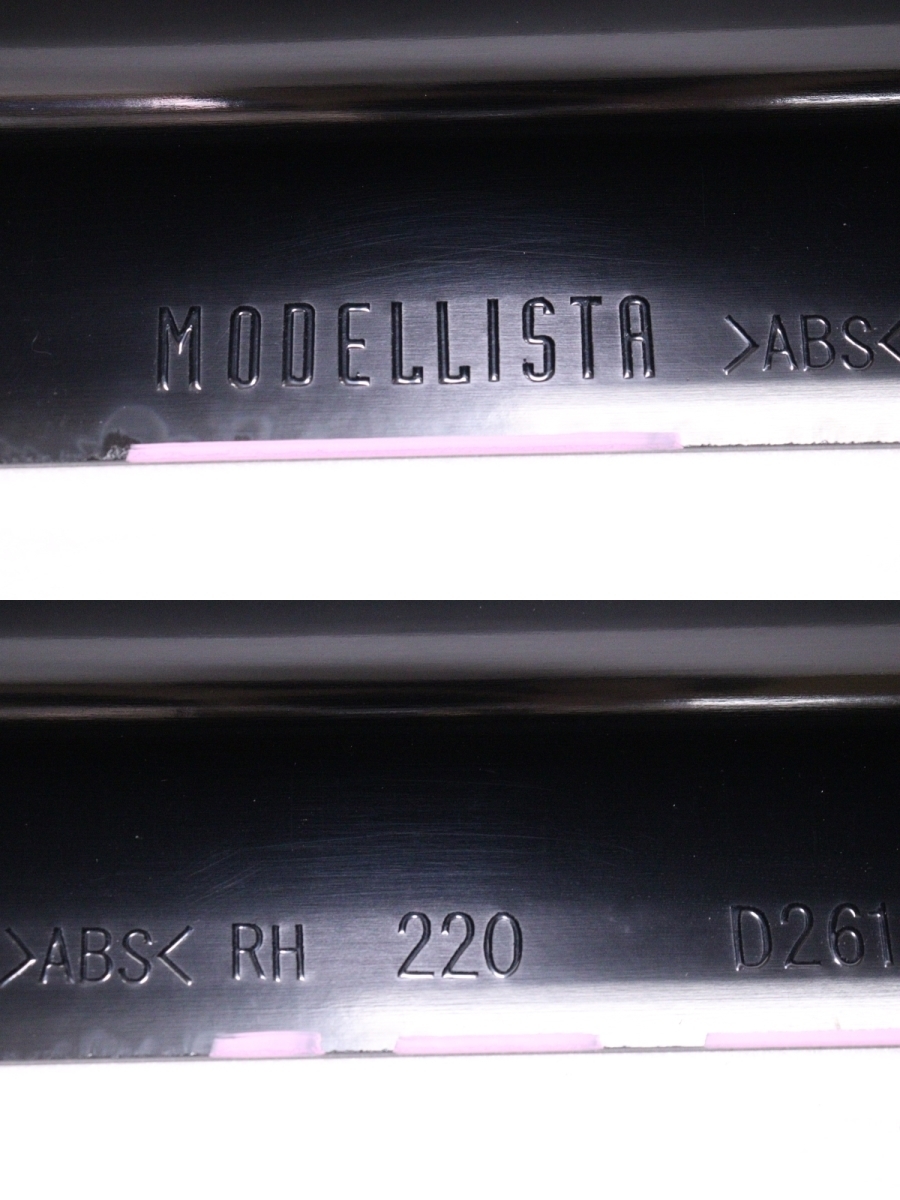 MODELLISTA >ABS<
>ABS< RH 220 D261